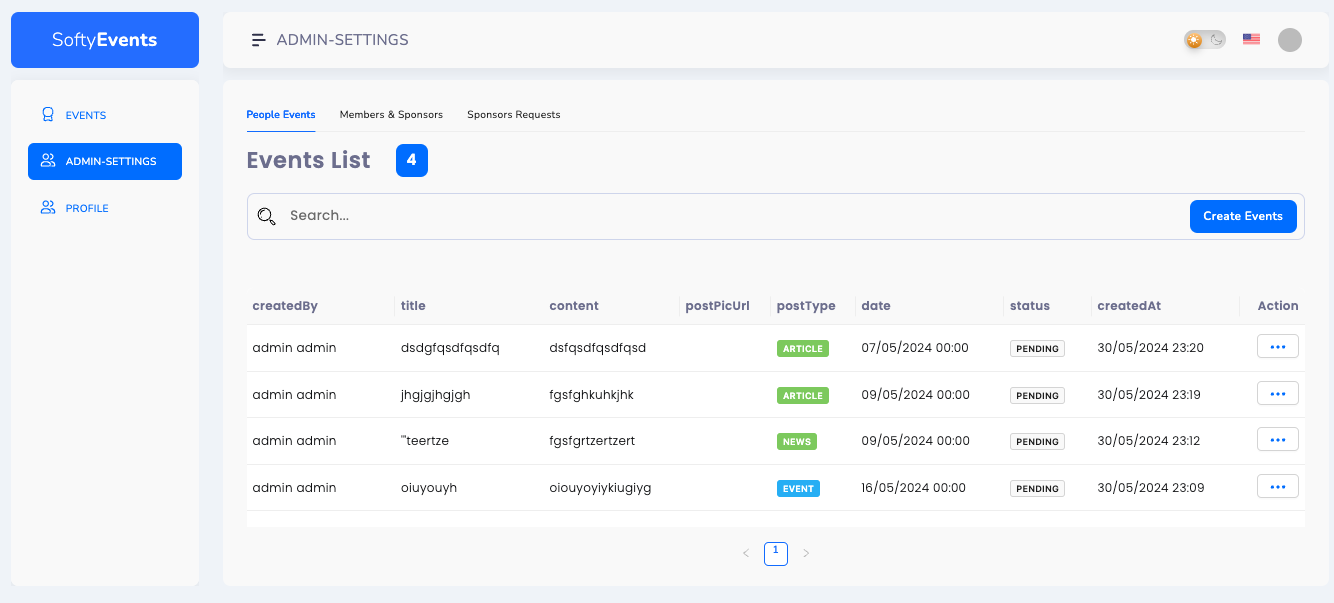 SoftyEvents
ADMIN-SETTINGS
EVENTS
ADMIN-SETTINGS
PROFILE
People Events Members & Sponsors Sponsors Requests
Events List 4
Search... Create Events
createdBy title content postPicUrl postType date status createdAt Action
admin admin dsdgfqsdfqsdfq dsfqsdfqsdfqsd ARTICLE 07/05/2024 00:00 PENDING 30/05/2024 23:20
admin admin jhgjgjhgjgh fgsfghkuhkjhk ARTICLE 09/05/2024 00:00 PENDING 30/05/2024 23:19
admin admin '"teertze fgsfgrtzertzert NEWS 09/05/2024 00:00 PENDING 30/05/2024 23:12
admin admin oiuyouyh oiouyoyiykiugiyg EVENT 16/05/2024 00:00 PENDING 30/05/2024 23:09
< 1 >